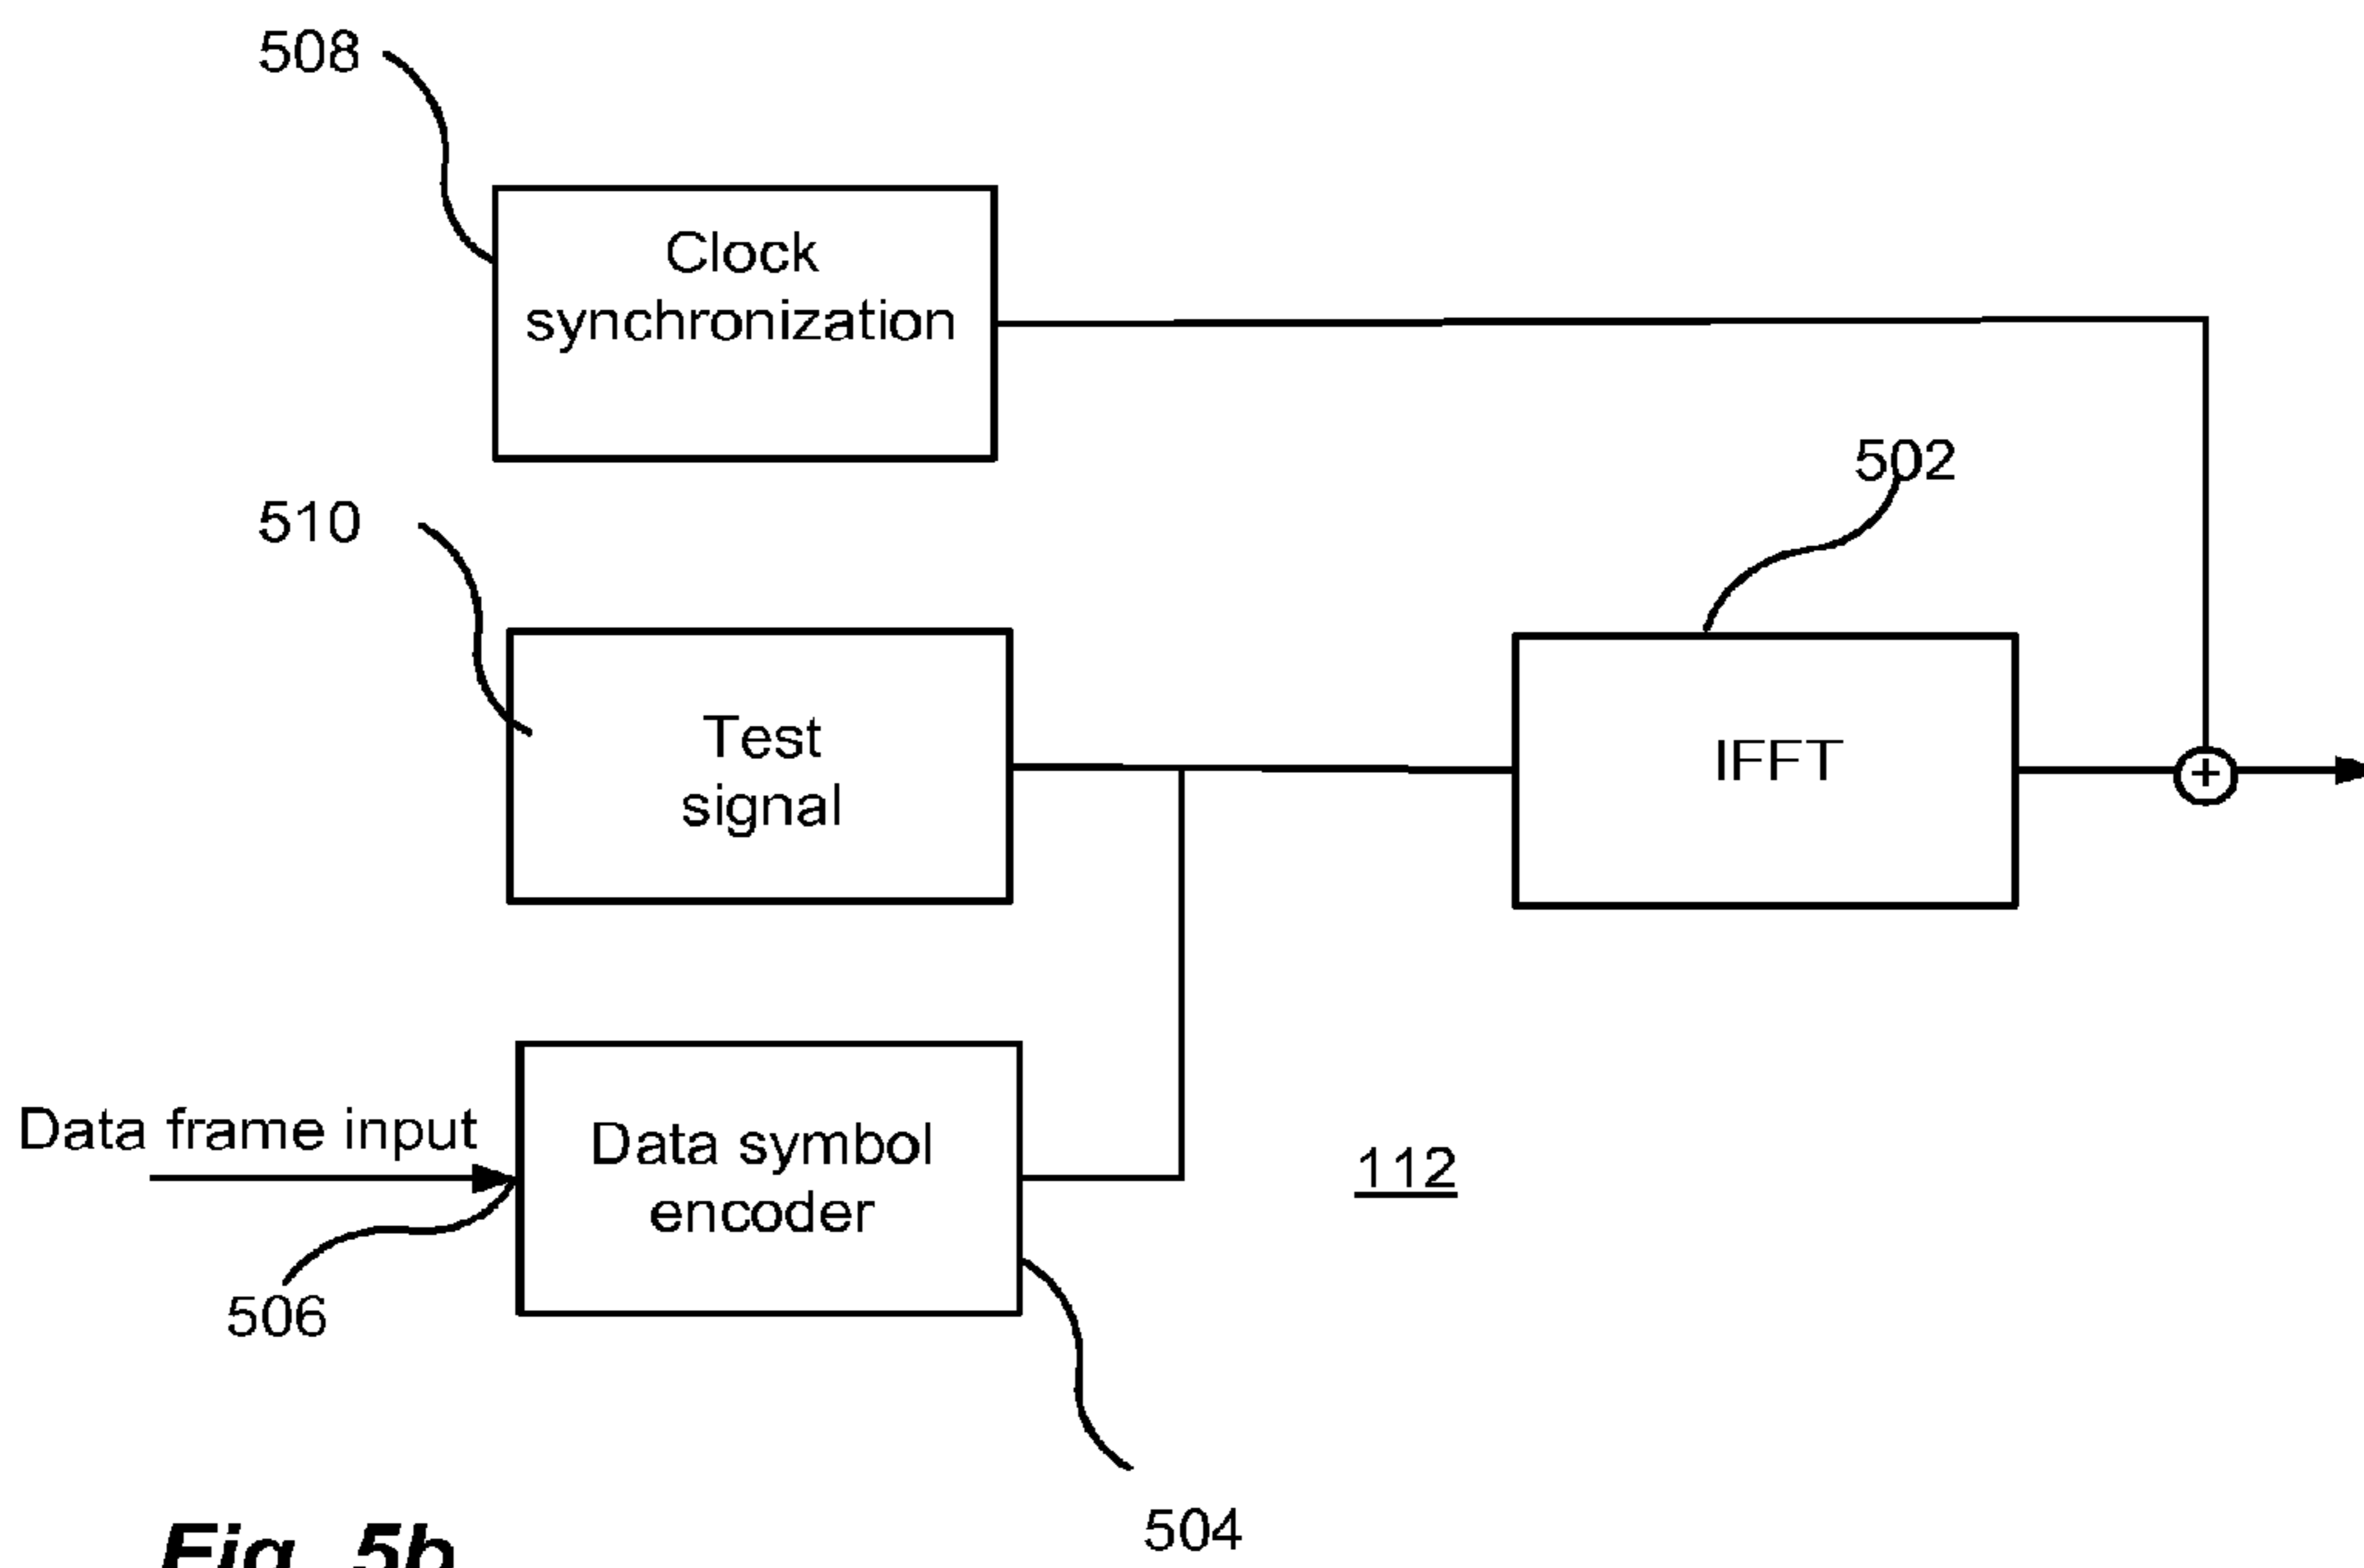 508
Clock
synchronization
502
510
Test
signal
IFFT
Data frame input
Data symbol
encoder
112
506
504
Fig. 5b